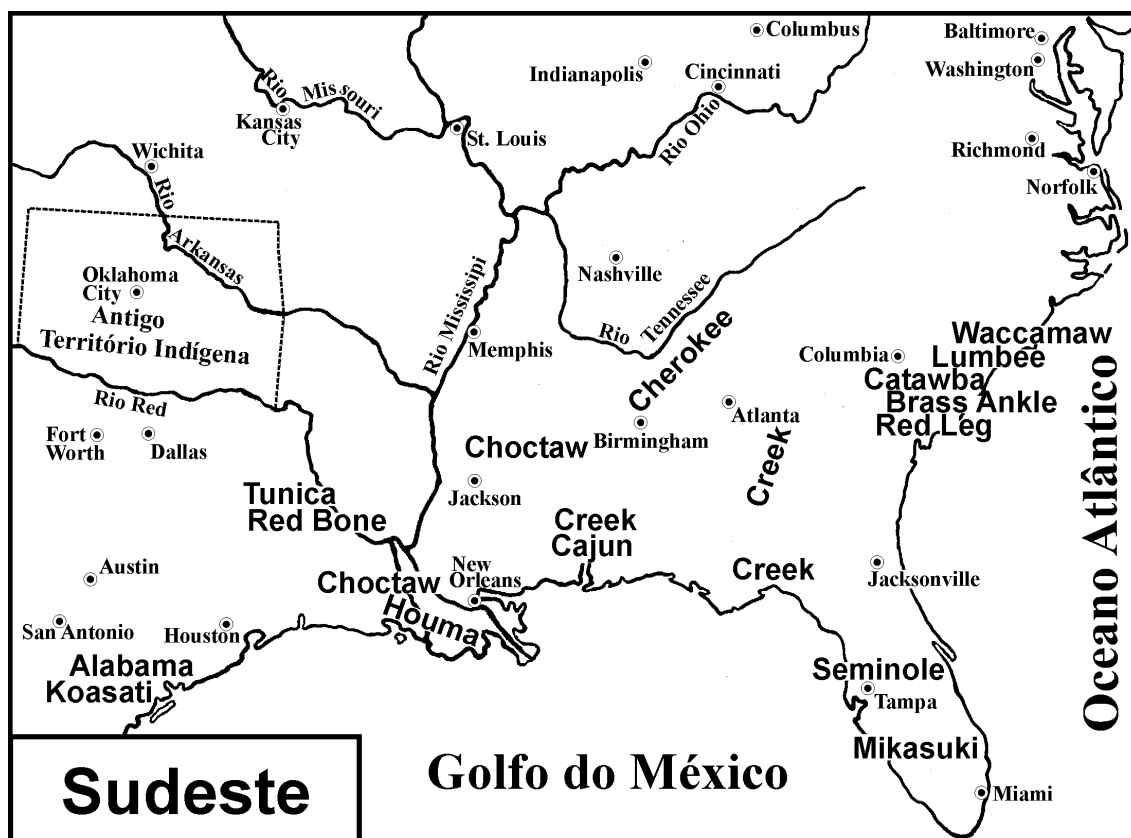 Columbus
Baltimore
Indianapolis
Cincinnati
Washington
Rio
Missouri
Kansas
City
St. Louis
Rio Ohio
Richmond
Wichita
Norfolk
Rio
Arkansas
Nashville
Oklahoma
City
Antigo
Território Indígena
Rio Mississipi
Memphis
Rio
Tennessee
Cherokee
Columbia
Waccamaw
Lumbee
Catawba
Brass Ankle
Red Leg
Rio Red
Fort
Worth
Dallas
Choctaw
Birmingham
Atlanta
Creek
Jackson
Tunica
Red Bone
Creek
Cajun
Creek
Oceano Atlântico
Austin
Choctaw
New
Orleans
Houma
Jacksonville
San Antonio
Houston
Alabama
Koasati
Seminole
Tampa
Mikasuki
Miami
Golfo do México
Sudeste